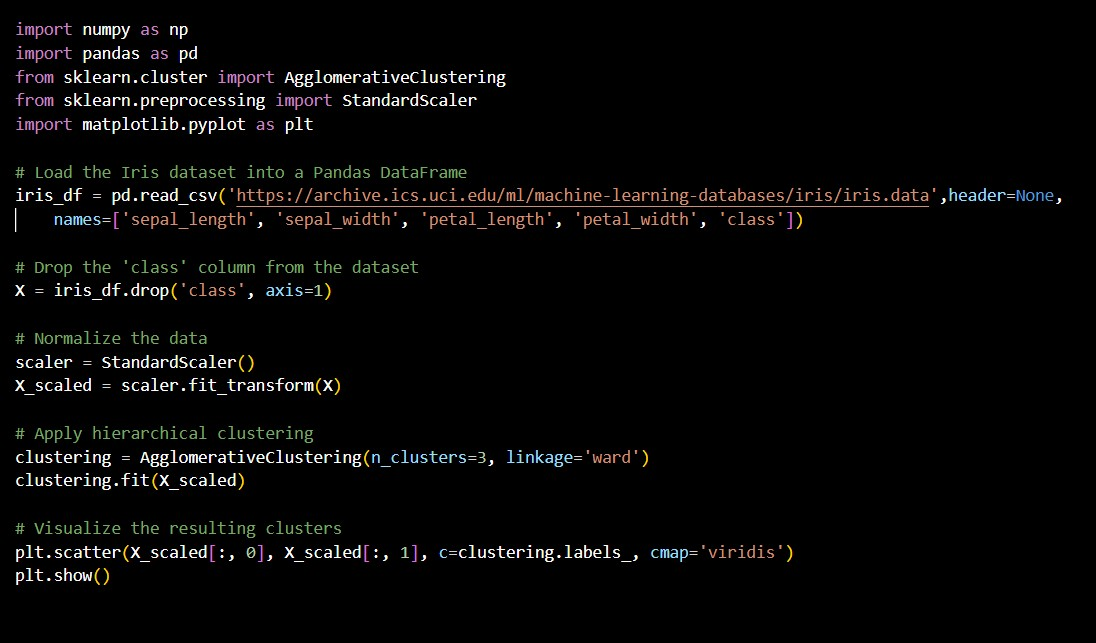 import numpy as np
import pandas as pd
from sklearn.cluster import AgglomerativeClustering
from sklearn.preprocessing import StandardScaler
import matplotlib.pyplot as plt

# Load the Iris dataset into a Pandas DataFrame
iris_df = pd.read_csv('https://archive.ics.uci.edu/ml/machine-learning-databases/iris/iris.data',header=None,
    names=['sepal_length', 'sepal_width', 'petal_length', 'petal_width', 'class'])

# Drop the 'class' column from the dataset
X = iris_df.drop('class', axis=1)

# Normalize the data
scaler = StandardScaler()
X_scaled = scaler.fit_transform(X)

# Apply hierarchical clustering
clustering = AgglomerativeClustering(n_clusters=3, linkage='ward')
clustering.fit(X_scaled)

# Visualize the resulting clusters
plt.scatter(X_scaled[:, 0], X_scaled[:, 1], c=clustering.labels_, cmap='viridis')
plt.show()